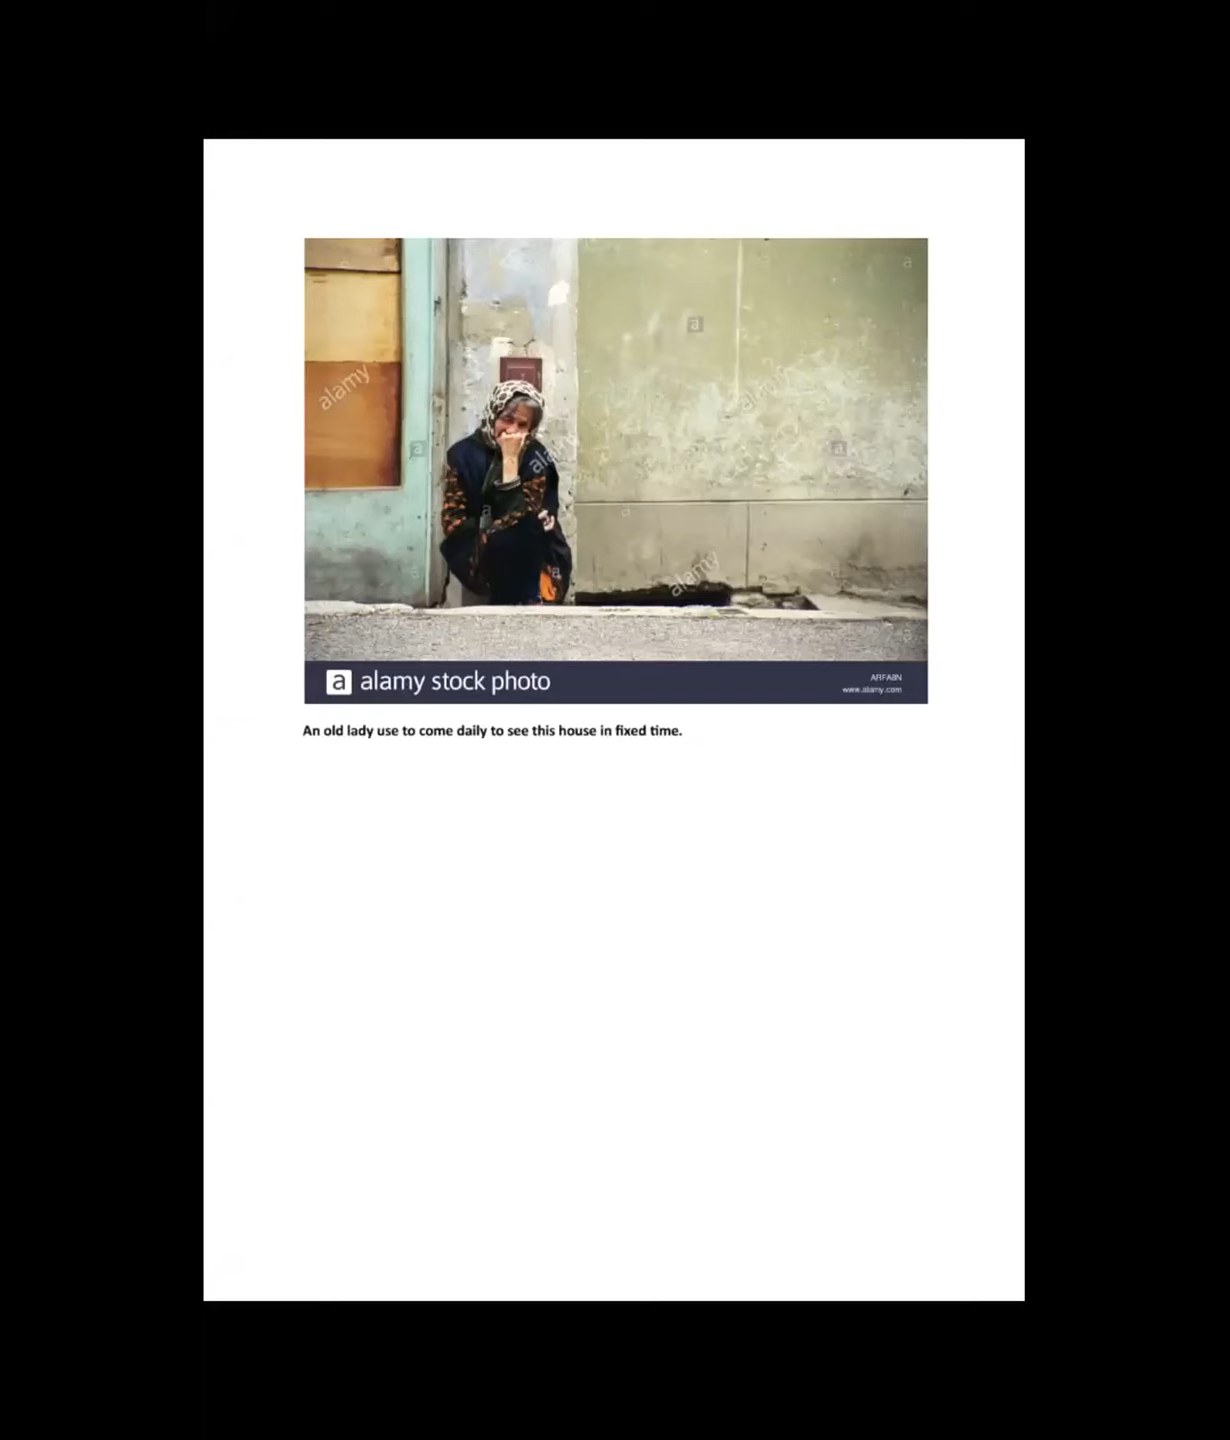 alamy
alamy
alamy
alamy
a alamy stock photo
ARFA8N
www.alamy.com
An old lady use to come daily to see this house in fixed time.